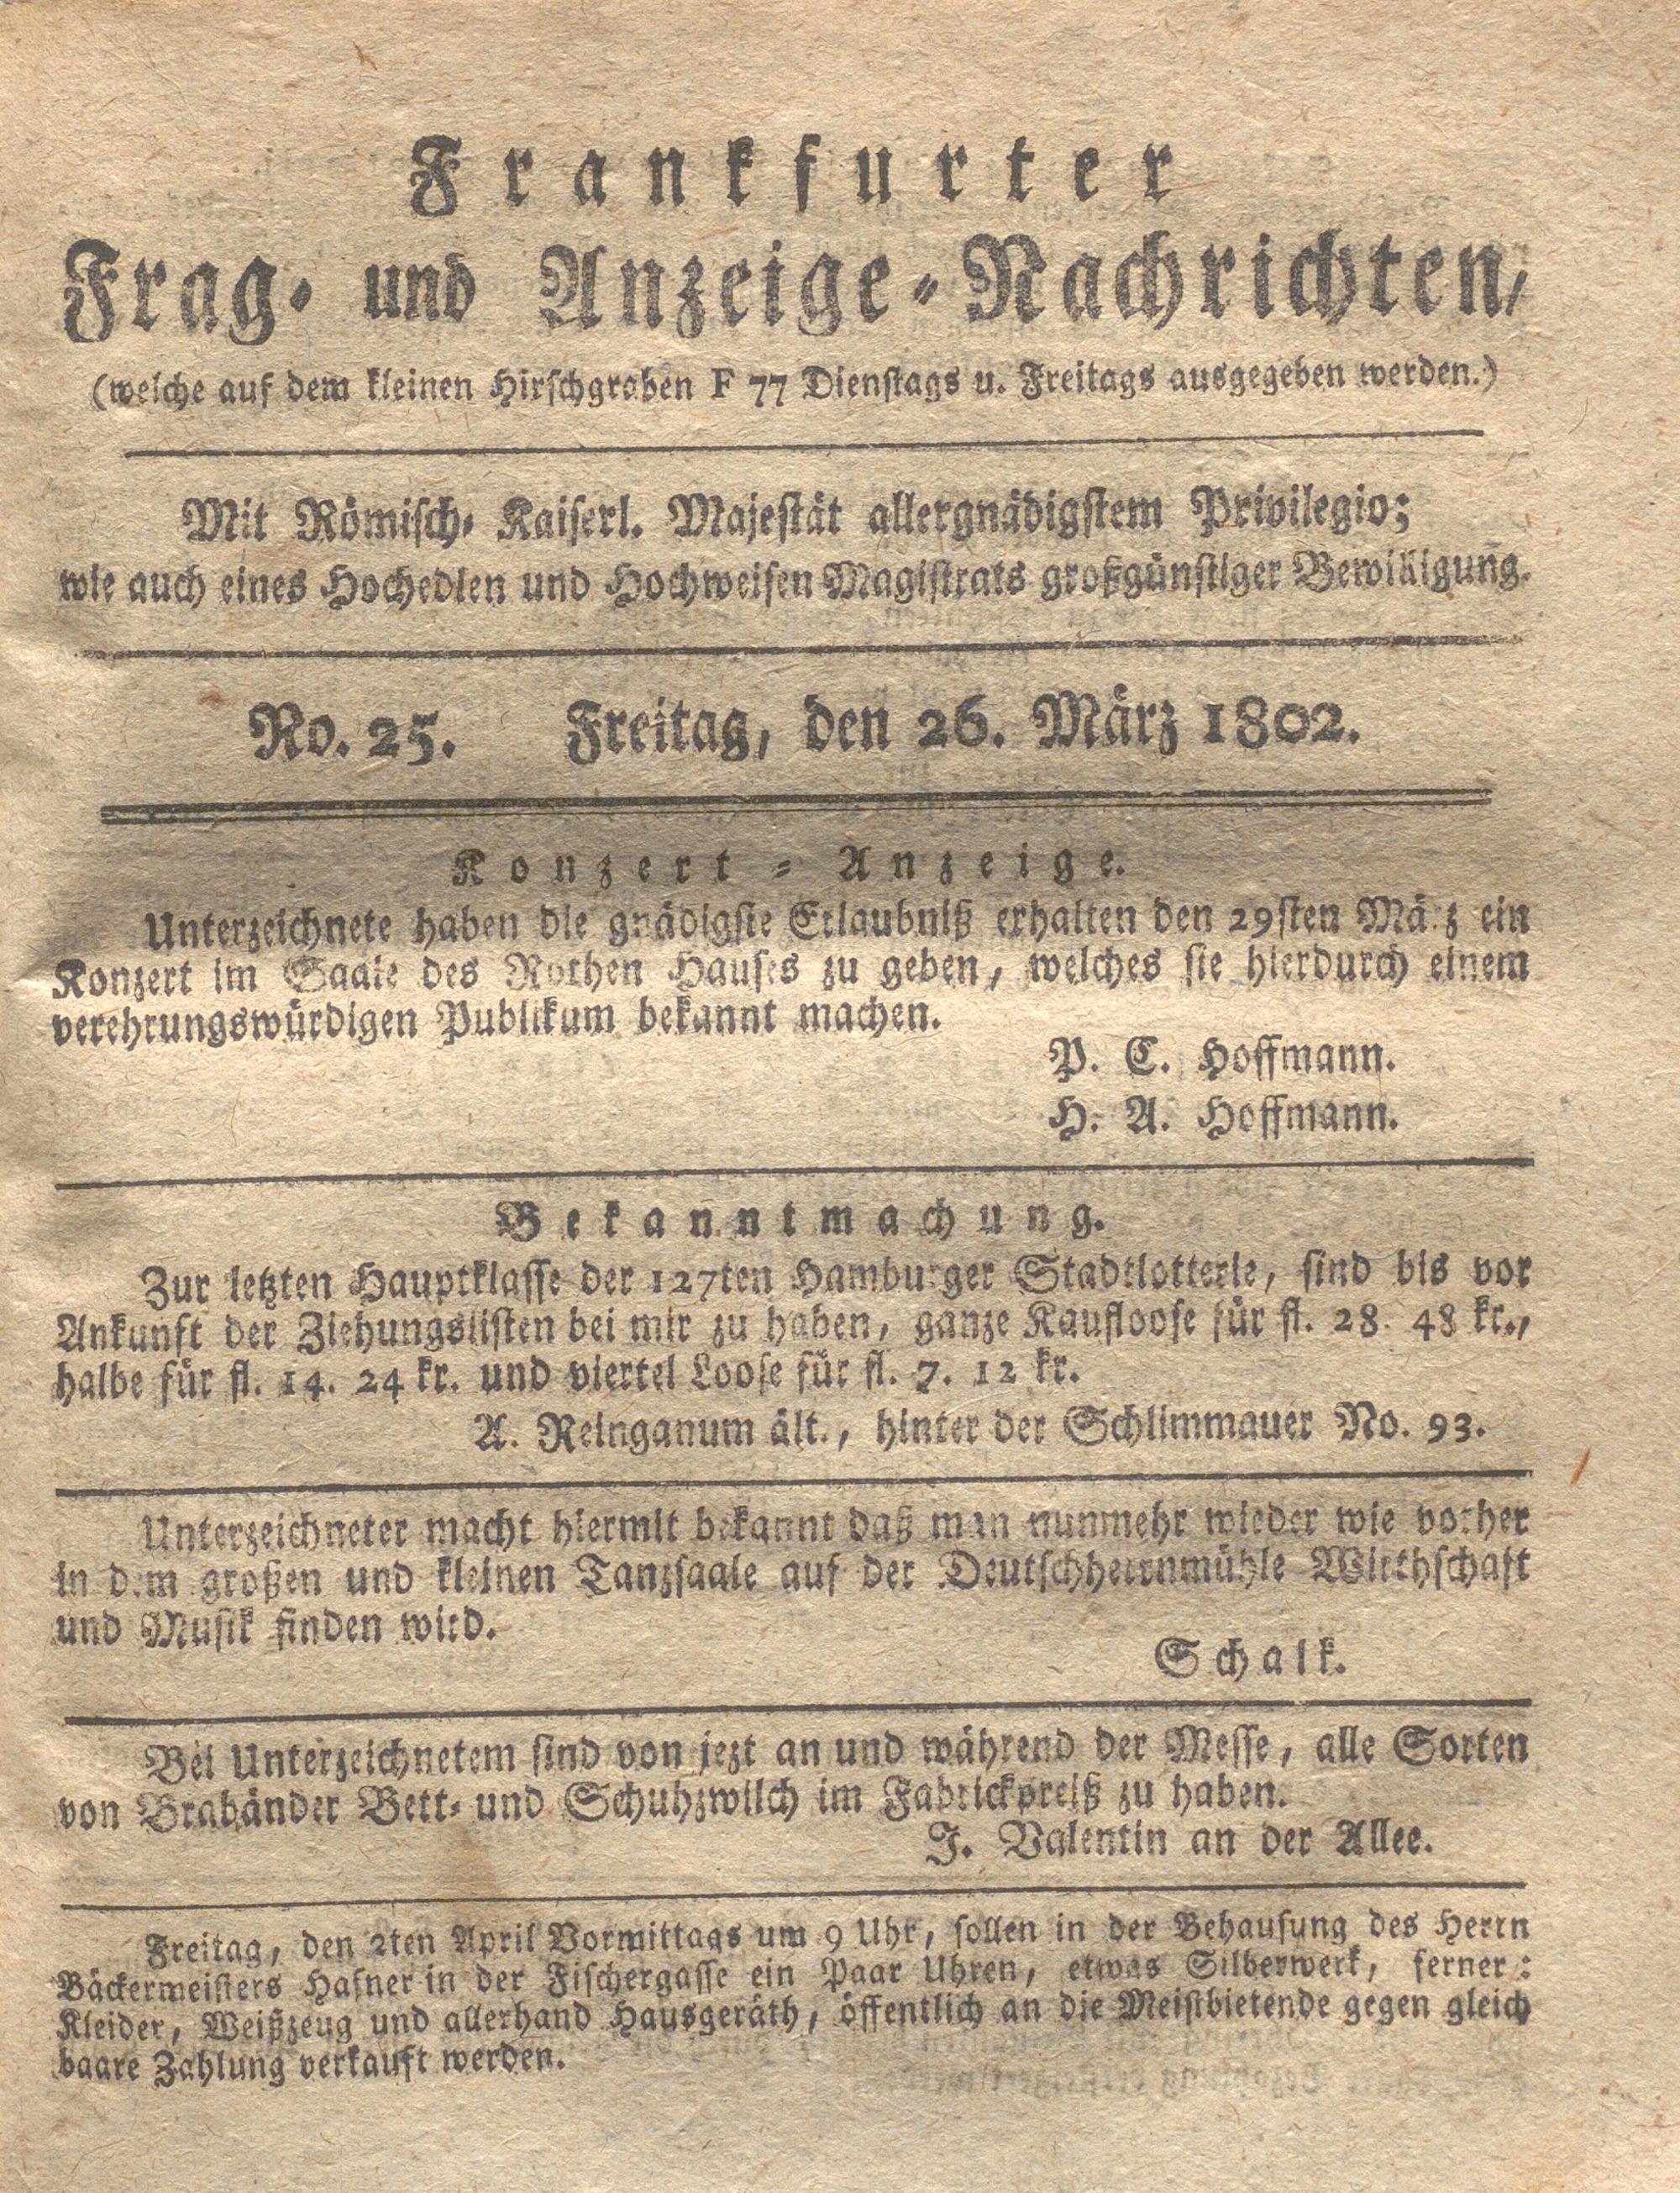 Frankfurter
Frag- und Anzeige-Nachrichten,
(welche auf dem kleinen Hirschgraben F 77 Dienstags u. Freitags ausgegeben werden.)
Mit Römisch- Kaiserl. Majestät allergnädigstem Privilegio;
wie auch eines Hochedlen und Hochweisen Magistrats großgünstiger Bewilligung.
No. 25. Freitag, den 26. März 1802.
Konzert-Anzeige.
Unterzeichnete haben die gnädigste Erlaubniß erhalten den 29sten März ein
Konzert im Saale des Rothen Hauses zu geben, welches sie hierdurch einem
verehrungswürdigen Publikum bekannt machen.
P. C. Hoffmann.
H. A. Hoffmann.
Bekanntmachung.
Zur letzten Hauptklasse der 127ten Hamburger Stadtlotterie, sind bis vor
Ankunft der Ziehungslisten bei mir zu haben, ganze Kaufloose für fl. 28. 48 kr.,
halbe für fl. 14. 24 kr. und viertel Loose für fl. 7. 12 kr.
A. Reinganum ält., hinter der Schlimmauer No. 93.
Unterzeichneter macht hiermit bekannt daß man nunmehr wieder wie vorher
in dem großen und kleinen Tanzsaale auf der Deutschherrnmühle Wirthschaft
und Musik finden wird.
Schalk.
Bei Unterzeichnetem sind von jezt an und während der Messe, alle Sorten
von Brabänder Bett- und Schuhzwilch im Fabrickpreiß zu haben.
J. Valentin an der Allee.
Freitag, den 2ten April Vormittags um 9 Uhr, sollen in der Behausung des Herrn
Bäckermeisters Hafner in der Fischergasse ein Paar Uhren, etwas Silberwerk, ferner:
Kleider, Weißzeug und allerhand Hausgeräth, öffentlich an die Meistbietende gegen gleich
baare Zahlung verkauft werden.